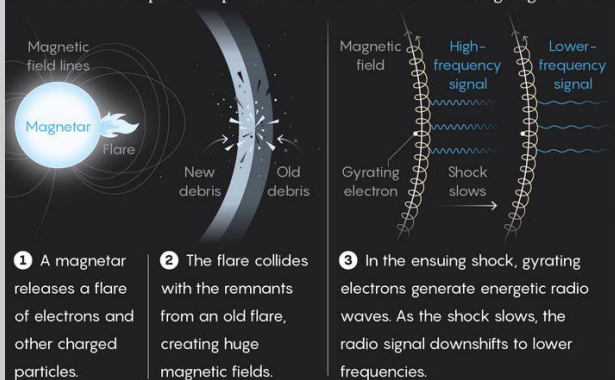 Magnetic
field lines
Magnetar
Flare
New
debris
Old
debris
Magnetic
field
High-
frequency
signal
Lower-
frequency
signal
Gyrating
electron
Shock
slows
1 A magnetar
releases a flare
of electrons and
other charged
particles.
2 The flare collides
with the remnants
from an old flare,
creating huge
magnetic fields.
3 In the ensuing shock, gyrating
electrons generate energetic radio
waves. As the shock slows, the
radio signal downshifts to lower
frequencies.